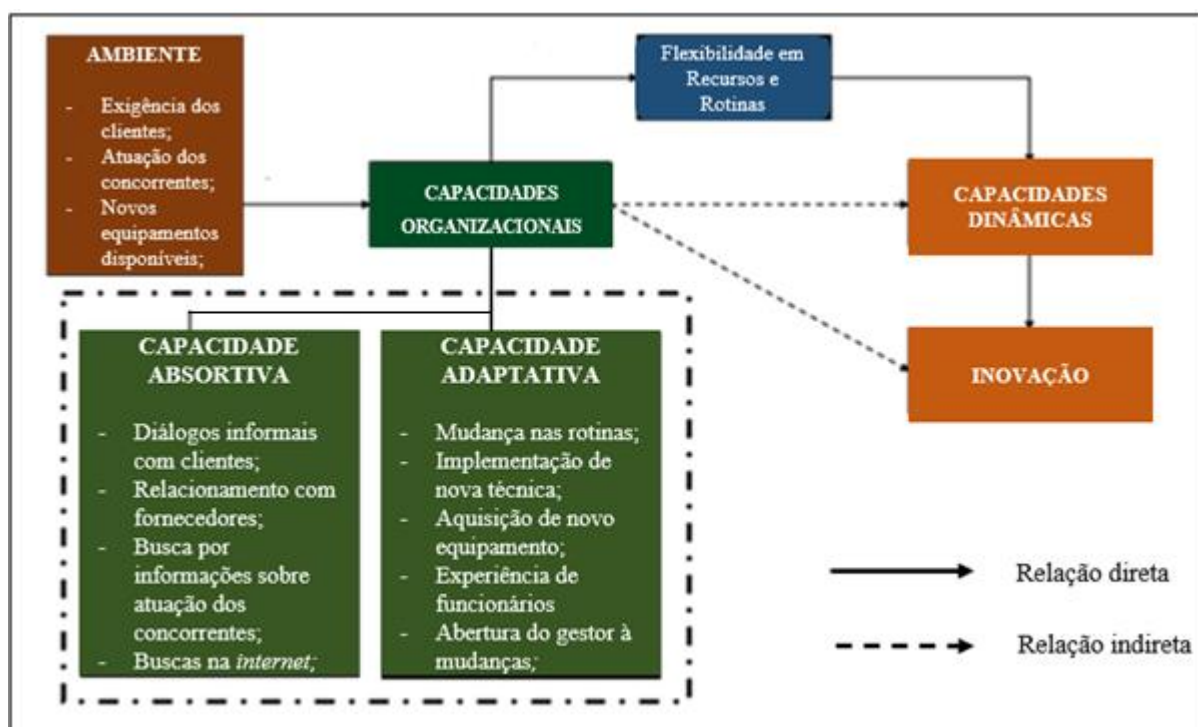 AMBIENTE
- Exigência dos
clientes;
- Atuação dos
concorrentes;
- Novos
equipamentos
disponíveis;
Flexibilidade em
Recursos e
Rotinas
CAPACIDADES
ORGANIZACIONAIS
CAPACIDADES
DINÂMICAS
INOVAÇÃO
CAPACIDADE
ABSORTIVA
- Diálogos informais
com clientes;
- Relacionamento com
fornecedores;
- Busca por
informações sobre
atuação dos
concorrentes;
- Buscas na internet;
CAPACIDADE
ADAPTATIVA
- Mudança nas rotinas;
- Implementação de
nova técnica;
- Aquisição de novo
equipamento;
- Experiência de
funcionários
- Abertura do gestor à
mudanças;
Relação direta
Relação indireta